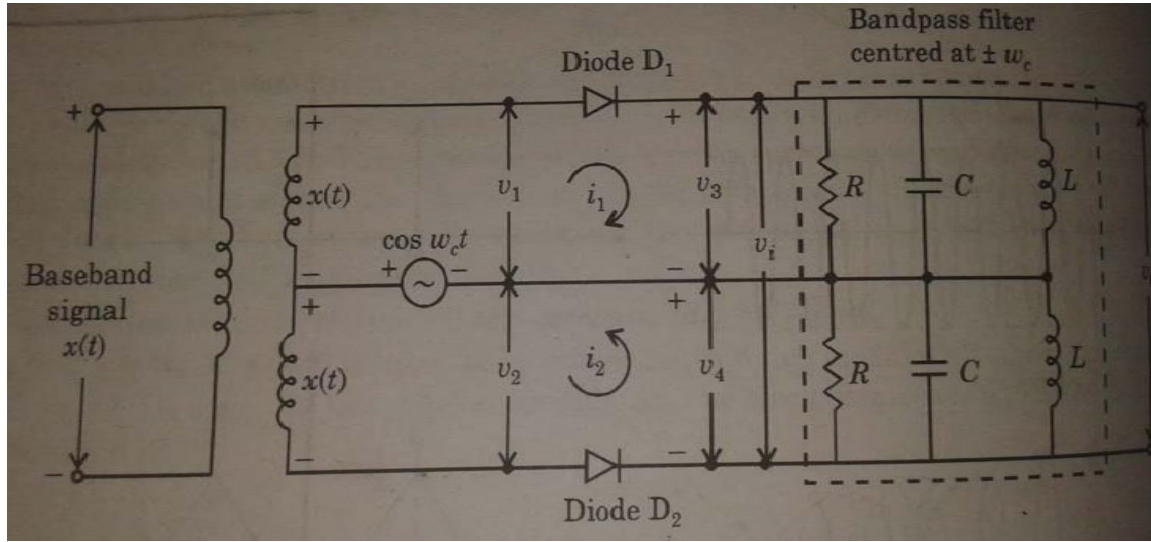 Bandpass filter
centred at ± w_c
Diode D₁
+
+
+
x(t)
v₁
i₁
v₃
v_i
R
C
L
cos w_c t
−
+
−
−
Baseband
signal
x(t)
+
+
x(t)
v₂
i₂
v₄
R
C
L
−
−
−
Diode D₂